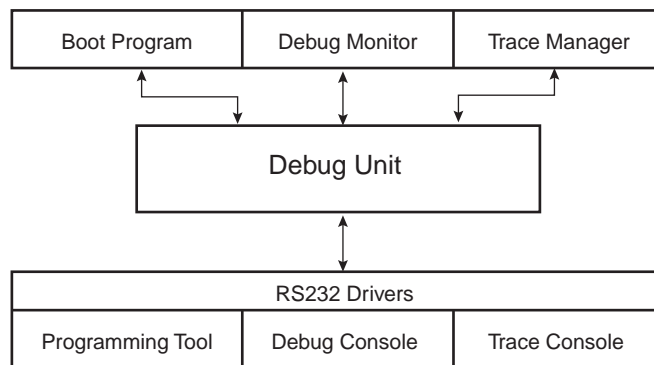 Boot Program
Debug Monitor
Trace Manager
Debug Unit
RS232 Drivers
Programming Tool
Debug Console
Trace Console